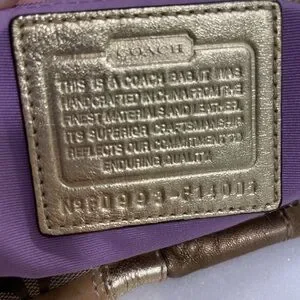 COACH
THIS IS A COACH BAG. IT WAS
HANDCRAFTED IN CHINA FROM THE
FINEST MATERIALS AND LEATHER.
ITS SUPERIOR CRAFTSMANSHIP
REFLECTS OUR COMMITMENT TO
ENDURING QUALITY.